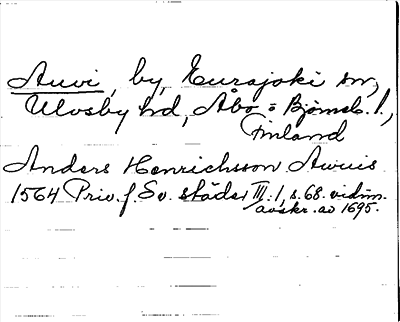 Auvi, by, Eurajoki sn,
Ulvsby hd, Åbo = Björneb. l.,
Finland
Anders Henrichsson Awuis
1564 Priv. f. Sv. städer III:1, s. 68. vidim.
avskr. av 1695.